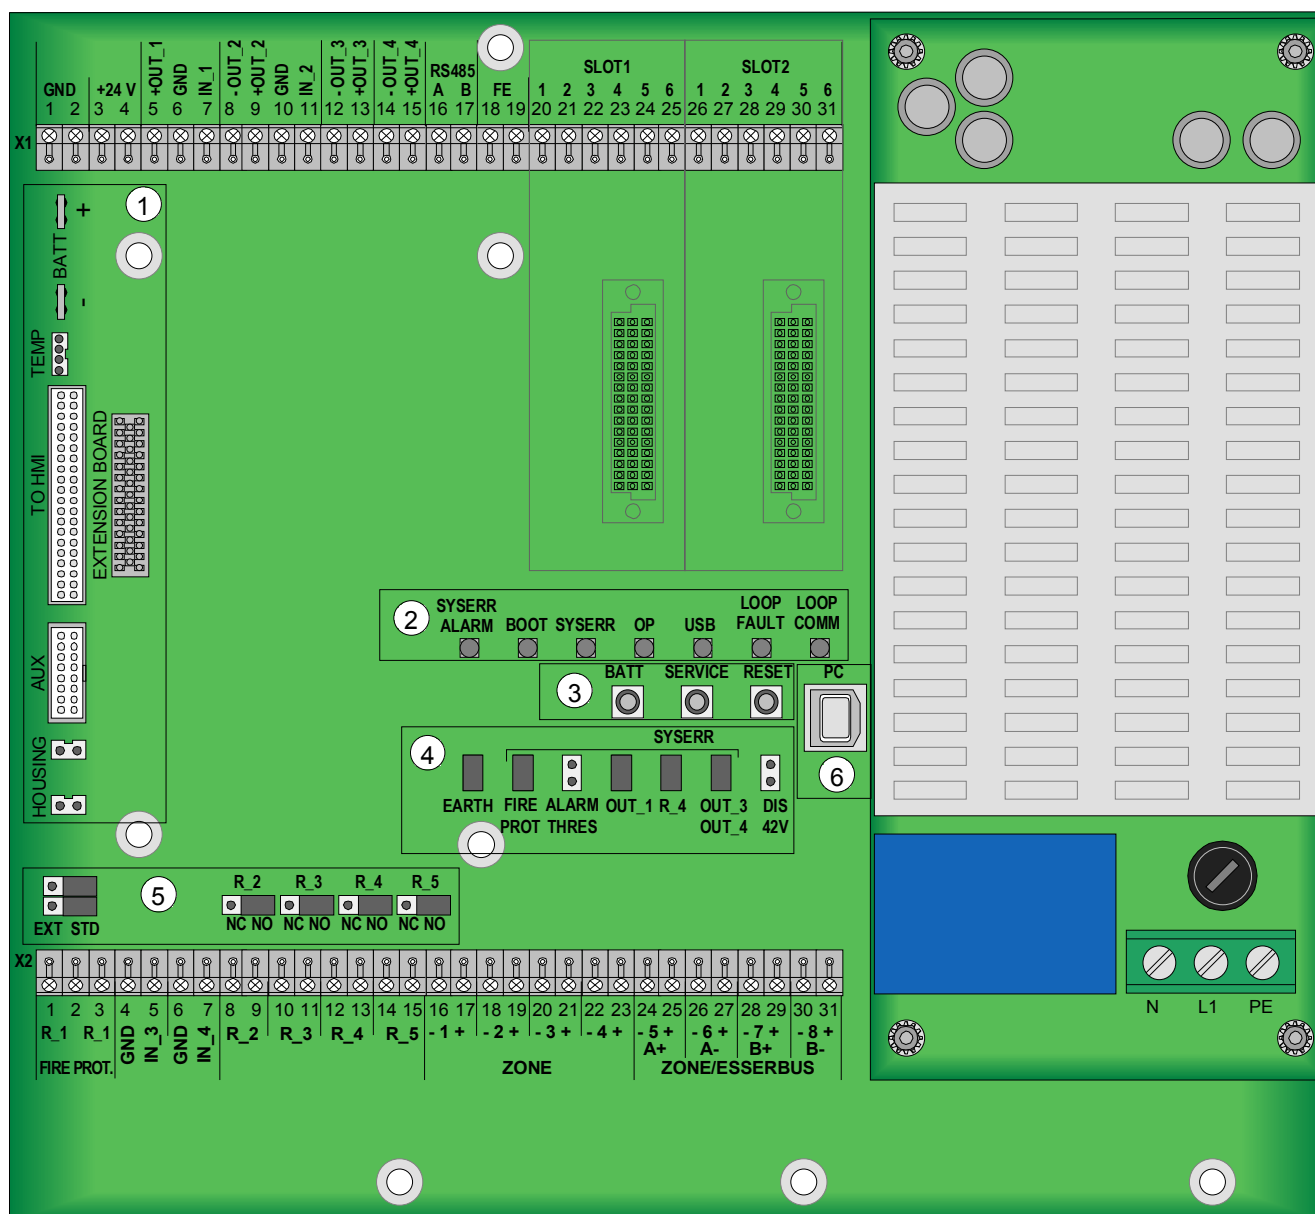 +OUT_1
GND
IN_1
-OUT_2
+OUT_2
GND
IN_2
-OUT_3
+OUT_3
-OUT_4
+OUT_4
SLOT1
SLOT2
RS485
GND
+24 V
A B
FE
1 2 3 4 5 6
1 2 3 4 5 6
1 2 3 4 5 6 7 8 9 10 11 12 13 14 15 16 17 18 19 20 21 22 23 24 25 26 27 28 29 30 31
X1
1
+
BATT
-
TEMP
TO HMI
EXTENSION BOARD
AUX
HOUSING
2
SYSERR
ALARM
BOOT
SYSERR
OP
USB
LOOP
FAULT
LOOP
COMM
3
BATT
SERVICE
RESET
PC
6
4
SYSERR
EARTH
FIRE
PROT
ALARM
THRES
OUT_1
R_4
OUT_3
OUT_4
DIS
42V
5
EXT STD
R_2
R_3
R_4
R_5
NC NO
NC NO
NC NO
NC NO
X2
1 2 3 4 5 6 7 8 9 10 11 12 13 14 15 16 17 18 19 20 21 22 23 24 25 26 27 28 29 30 31
R_1
R_1
GND
IN_3
GND
IN_4
R_2
R_3
R_4
R_5
- 1 +
- 2 +
- 3 +
- 4 +
- 5 +
- 6 +
- 7 +
- 8 +
A+
A-
B+
B-
FIRE PROT.
ZONE
ZONE/ESSERBUS
N
L1
PE